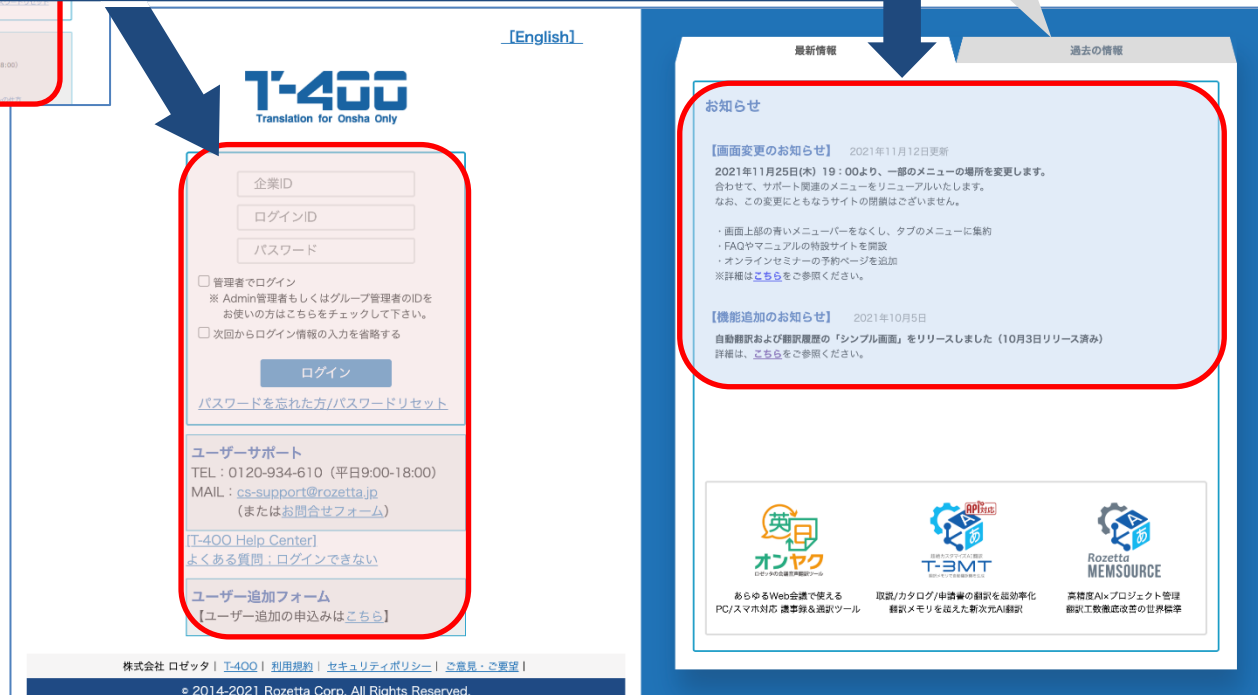 8:00)
[English]
T-400
Translation for Onsha Only
企業ID
ログインID
パスワード
管理者でログイン
※ Admin管理者もしくはグループ管理者のIDを
お使いの方はこちらをチェックして下さい。
次回からログイン情報の入力を省略する
ログイン
パスワードを忘れた方/パスワードリセット
ユーザーサポート
TEL：0120-934-610（平日9:00-18:00）
MAIL：cs-support@rozetta.jp
（またはお問合せフォーム）
[T-400 Help Center]
よくある質問：ログインできない
ユーザー追加フォーム
【ユーザー追加の申込みはこちら】
株式会社 ロゼッタ | T-400 | 利用規約 | セキュリティポリシー | ご意見・ご要望 |
© 2014-2021 Rozetta Corp. All Rights Reserved.
最新情報
過去の情報
お知らせ
【画面変更のお知らせ】 2021年11月12日更新
2021年11月25日(木) 19：00より、一部のメニューの場所を変更します。
合わせて、サポート関連のメニューをリニューアルいたします。
なお、この変更にともなうサイトの閉鎖はございません。
・画面上部の青いメニューバーをなくし、タブのメニューに集約
・FAQやマニュアルの特設サイトを開設
・オンラインセミナーの予約ページを追加
※詳細はこちらをご参照ください。
【機能追加のお知らせ】 2021年10月5日
自動翻訳および翻訳履歴の「シンプル画面」をリリースしました（10月3日リリース済み）
詳細は、こちらをご参照ください。
英日
オンヤク
ロゼッタの会議音声翻訳ツール
あらゆるWeb会議で使える
PC/スマホ対応 議事録&通訳ツール
API対応
Aあ
T-3MT
取説/カタログ/申請書の翻訳を超効率化
翻訳メモリを超えた新次元AI翻訳
Aあ
Rozetta
MEMSOURCE
高精度AI×プロジェクト管理
翻訳工数徹底改善の世界標準